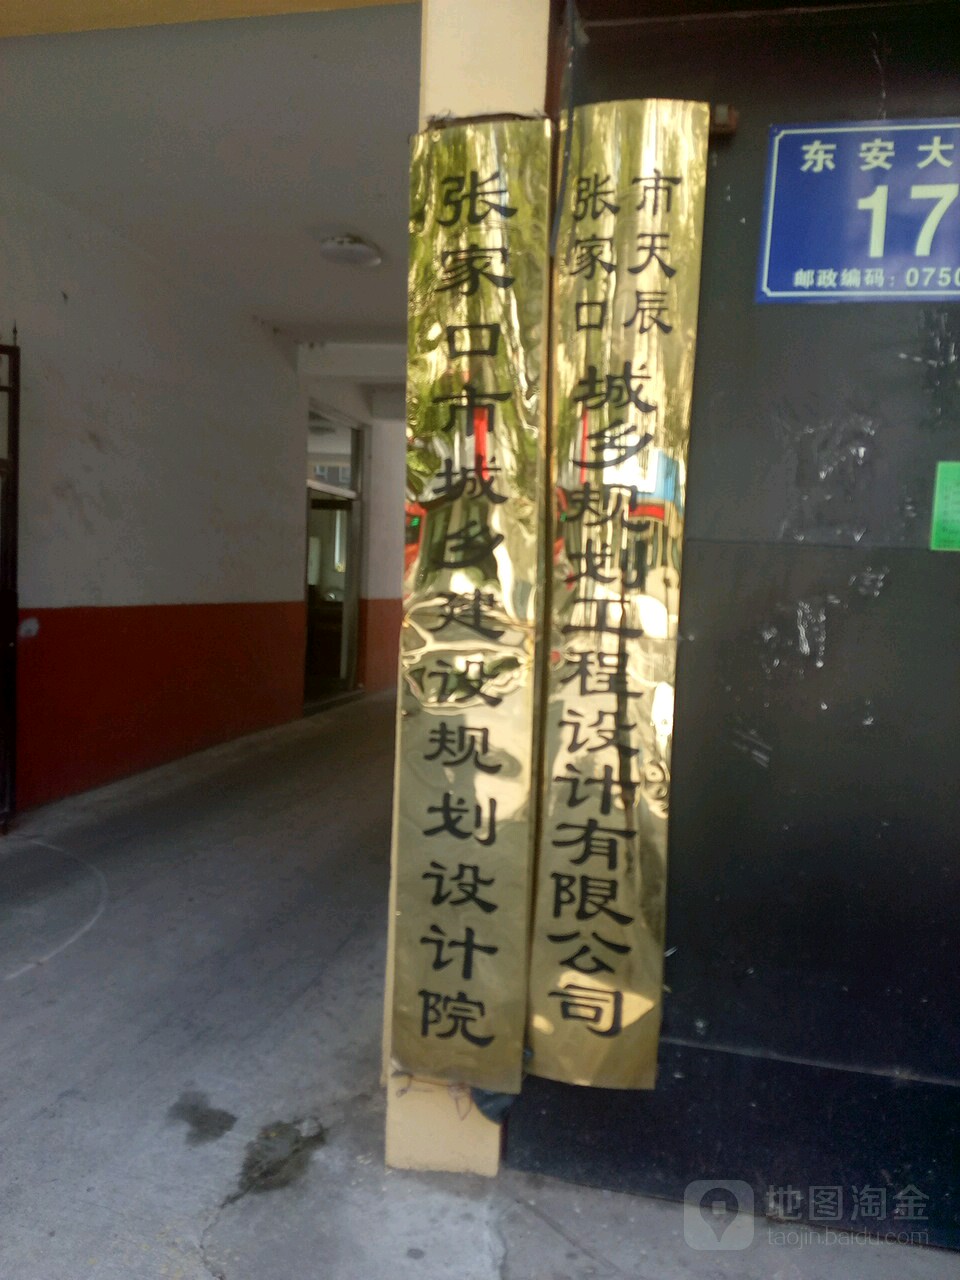 张家口市城乡建设规划设计院
张家口市天辰城乡规划工程设计有限公司
东安大
17
邮政编码:0750
地图淘金
taojin.baidu.com